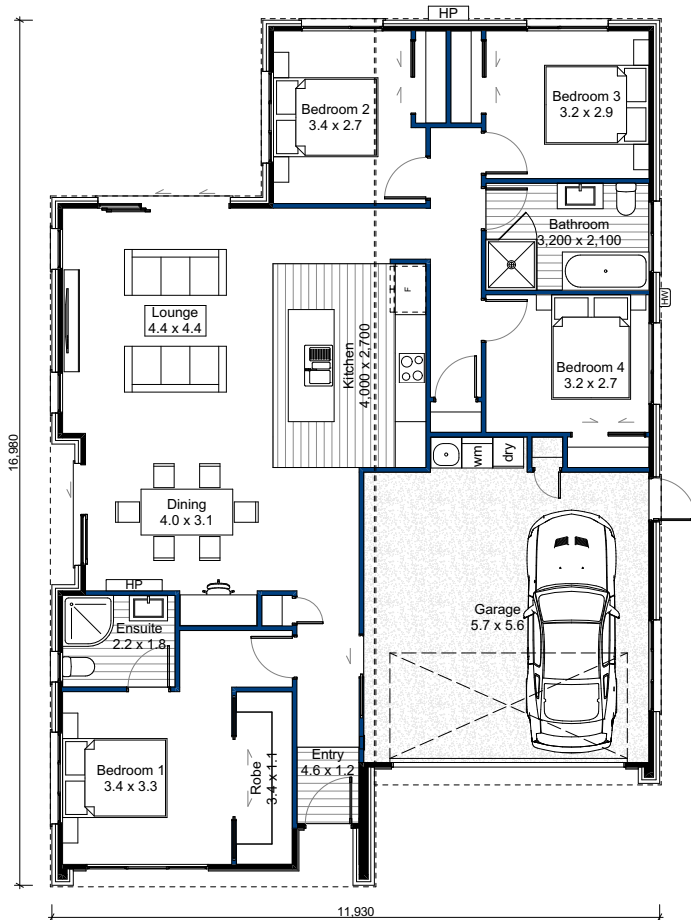 HP
Bedroom 2
3.4 x 2.7
Bedroom 3
3.2 x 2.9
Bathroom
3,200 x 2,100
Lounge
4.4 x 4.4
F
HW
Kitchen
4,000 x 2,700
Bedroom 4
3.2 x 2.7
16,980
wm
dry
Dining
4.0 x 3.1
HP
Ensuite
2.2 x 1.8
Garage
5.7 x 5.6
Bedroom 1
3.4 x 3.3
Robe
3.4 x 1.1
Entry
4.6 x 1.2
11,930